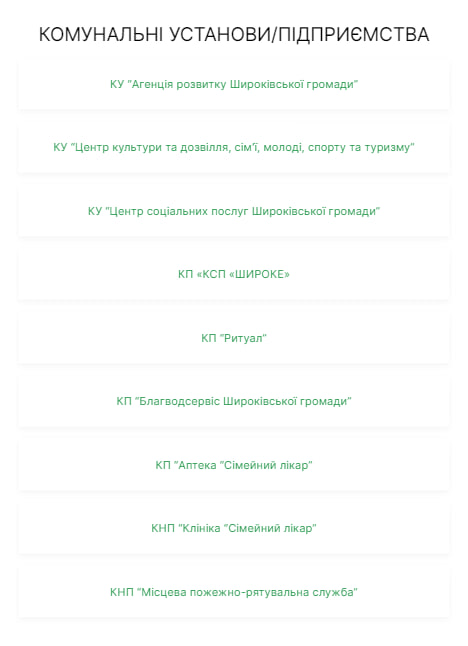 КОМУНАЛЬНІ УСТАНОВИ/ПІДПРИЄМСТВА
КУ "Агенція розвитку Широківської громади"
КУ "Центр культури та дозвілля, сім'ї, молоді, спорту та туризму"
КУ "Центр соціальних послуг Широківської громади"
КП «КСП «ШИРОКЕ»
КП "Ритуал"
КП "Благводсервіс Широківської громади"
КП "Аптека "Сімейний лікар"
КНП "Клініка "Сімейний лікар"
КНП "Місцева пожежно-рятувальна служба"